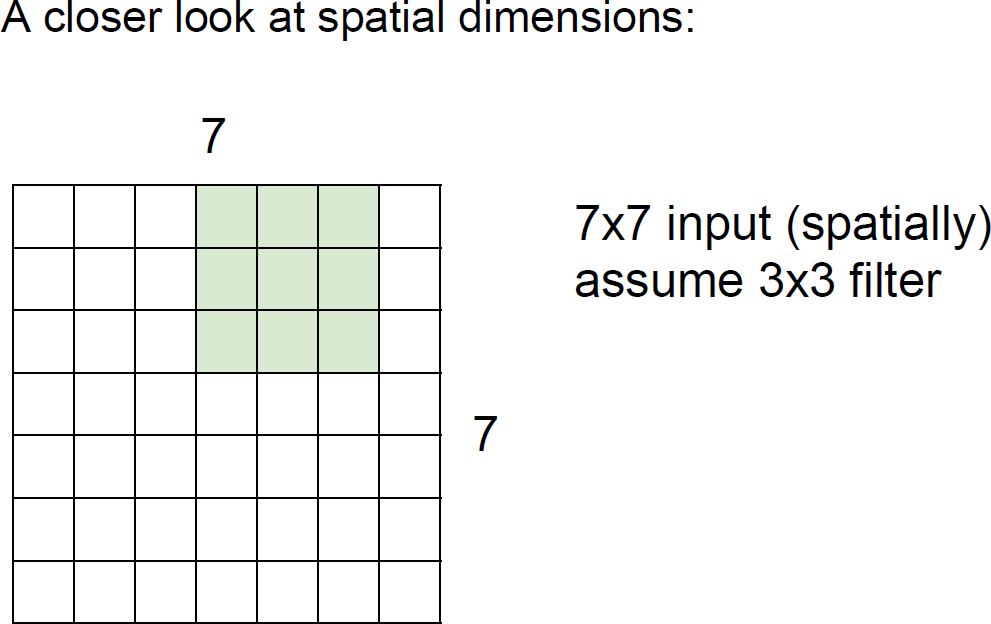 A closer look at spatial dimensions:
7
7x7 input (spatially)
assume 3x3 filter
7